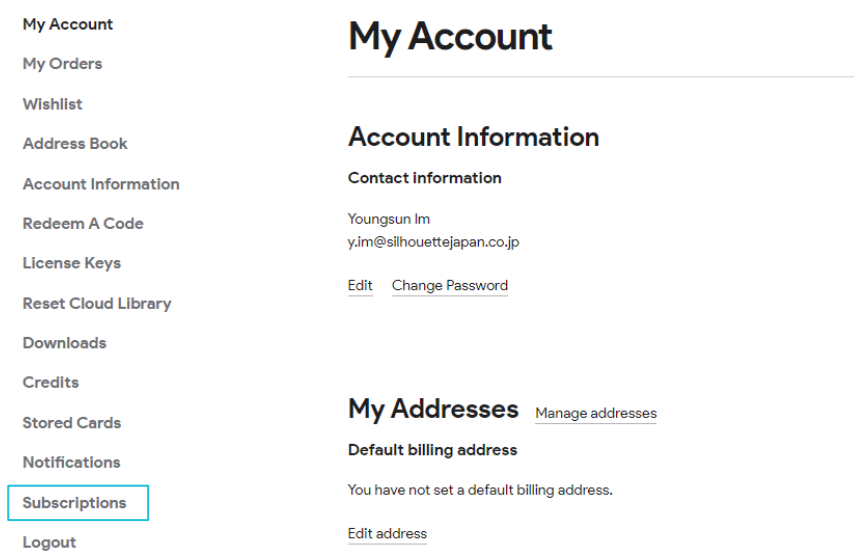 My Account
My Orders
Wishlist
Address Book
Account Information
Redeem A Code
License Keys
Reset Cloud Library
Downloads
Credits
Stored Cards
Notifications
Subscriptions
Logout
My Account
Account Information
Contact information
Youngsun Im
y.im@silhouettejapan.co.jp
Edit Change Password
My Addresses Manage addresses
Default billing address
You have not set a default billing address.
Edit address